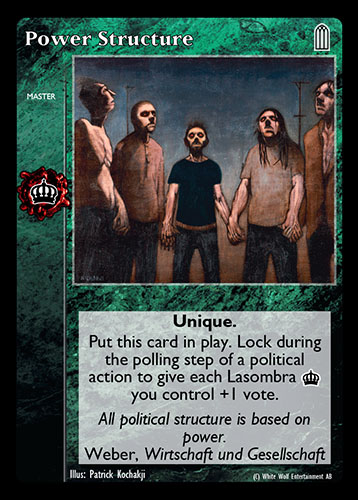 Power Structure
MASTER
Unique.
Put this card in play. Lock during
the polling step of a political
action to give each Lasombra
you control +1 vote.
All political structure is based on
power.
Weber, Wirtschaft und Gesellschaft
Illus: Patrick Kochakji
(C) White Wolf Entertainment AB